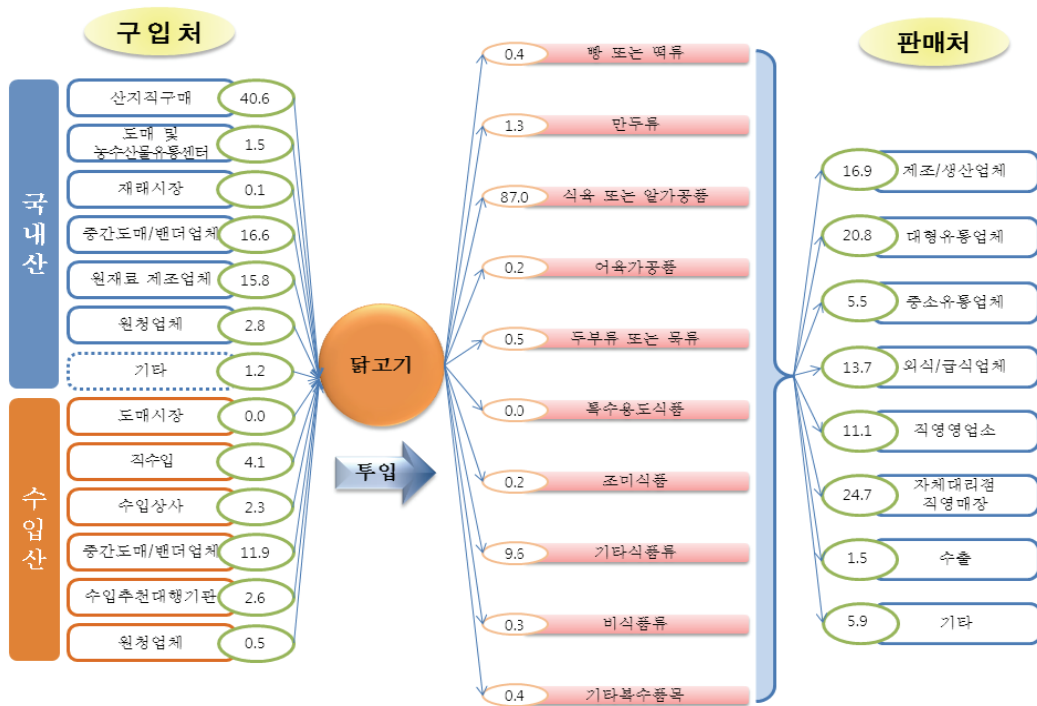 구 입 처
국내산
산지직구매
40.6
도매 및
농수산물유통센터
1.5
재래시장
0.1
중간도매/밴더업체
16.6
원재료 제조업체
15.8
원청업체
2.8
기타
1.2
수입산
도매시장
0.0
직수입
4.1
수입상사
2.3
중간도매/밴더업체
11.9
수입추천대행기관
2.6
원청업체
0.5
닭고기
투입
0.4
빵 또는 떡류
1.3
만두류
87.0
식육 또는 알가공품
0.2
어육가공품
0.5
두부류 또는 묵류
0.0
복수용도식품
0.2
조미식품
9.6
기타식품류
0.3
비식품류
0.4
기타복수품목
판매처
16.9
제조/생산업체
20.8
대형유통업체
5.5
중소유통업체
13.7
외식/급식업체
11.1
직영영업소
24.7
자체대리점
직영매장
1.5
수출
5.9
기타